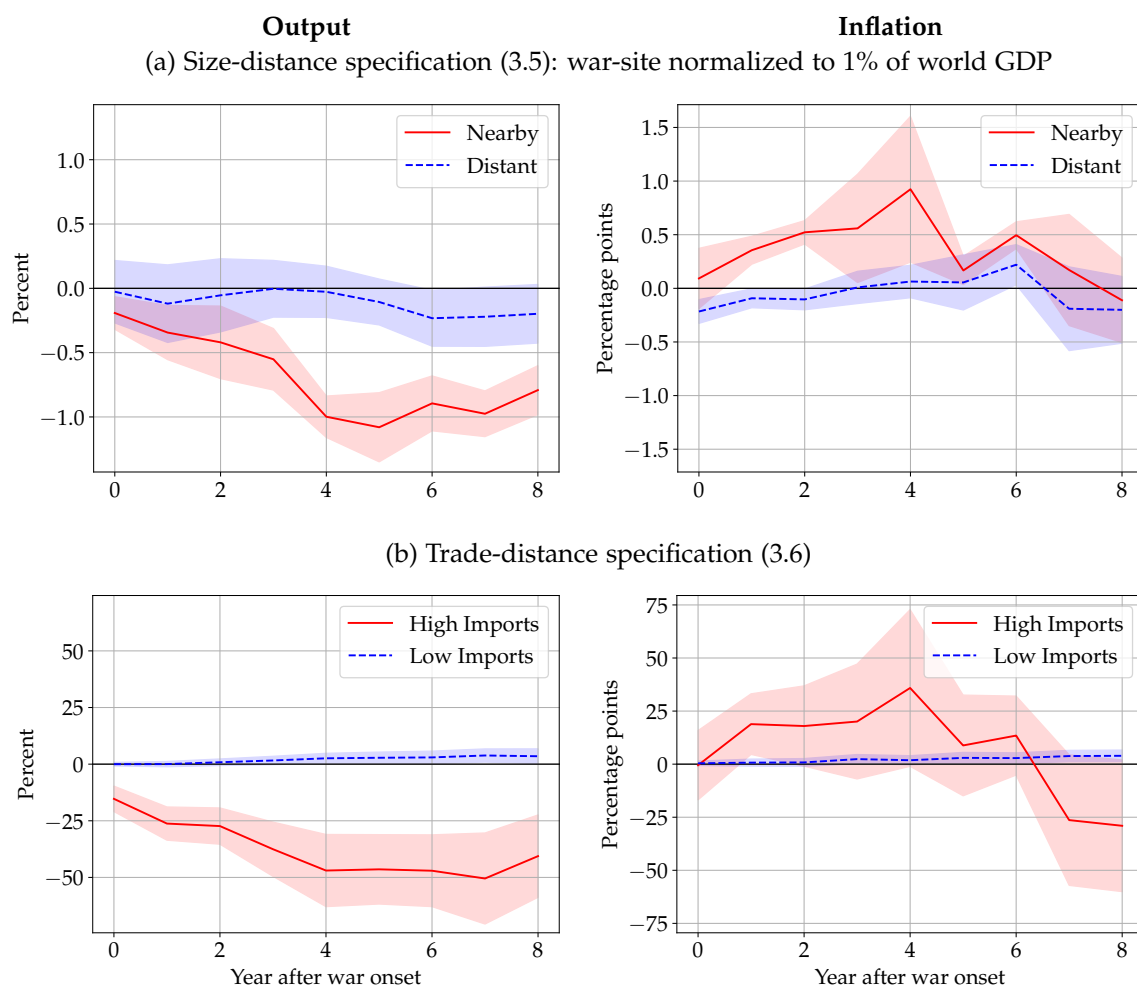 Output
Inflation
(a) Size-distance specification (3.5): war-site normalized to 1% of world GDP
Percent
1.0
0.5
0.0
−0.5
−1.0
0 2 4 6 8
Nearby
Distant
Percentage points
1.5
1.0
0.5
0.0
−0.5
−1.0
−1.5
0 2 4 6 8
Nearby
Distant
(b) Trade-distance specification (3.6)
Percent
50
25
0
−25
−50
0 2 4 6 8
Year after war onset
High Imports
Low Imports
Percentage points
75
50
25
0
−25
−50
−75
0 2 4 6 8
Year after war onset
High Imports
Low Imports